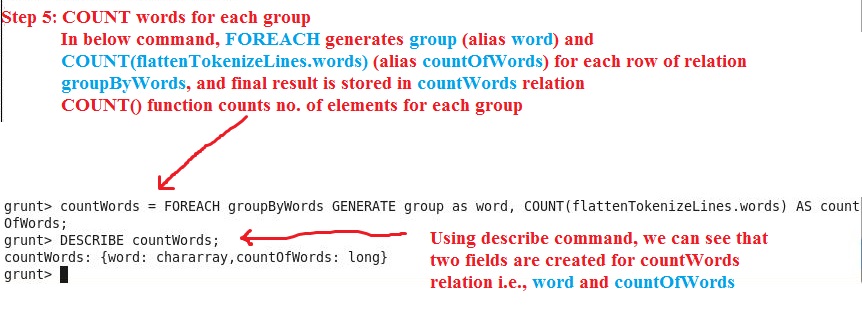 Step 5: COUNT words for each group
In below command, FOREACH generates group (alias word) and
COUNT(flattenTokenizeLines.words) (alias countOfWords) for each row of relation
groupByWords, and final result is stored in countWords relation
COUNT() function counts no. of elements for each group
grunt> countWords = FOREACH groupByWords GENERATE group as word, COUNT(flattenTokenizeLines.words) AS count
OfWords;
grunt> DESCRIBE countWords;
countWords: {word: chararray,countOfWords: long}
grunt>
Using describe command, we can see that
two fields are created for countWords
relation i.e., word and countOfWords